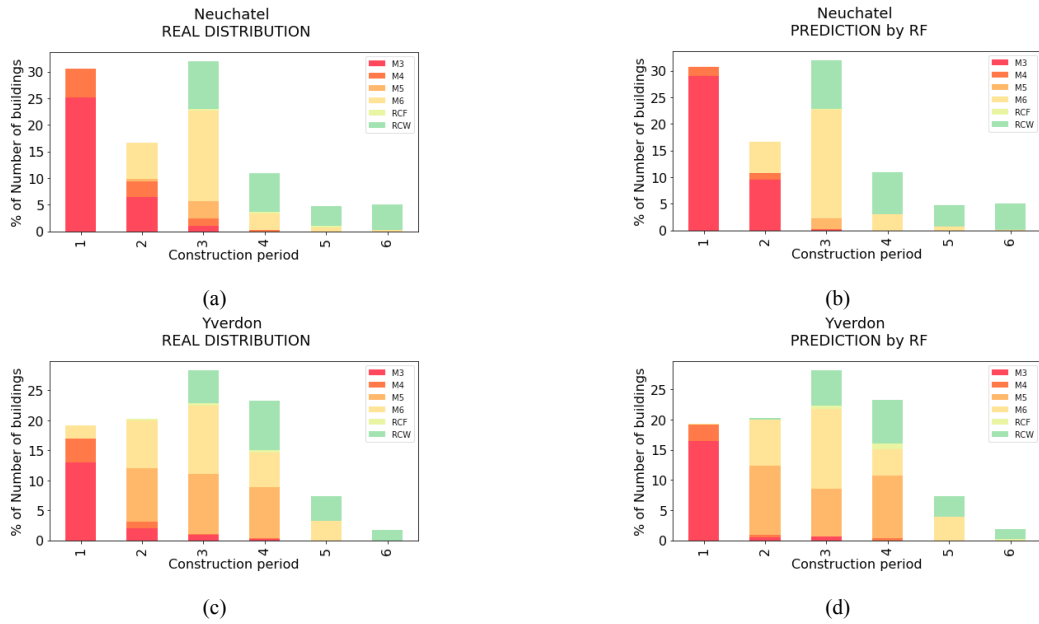 Neuchatel
REAL DISTRIBUTION
% of Number of buildings
30
25
20
15
10
5
0
M3
M4
M5
M6
RCF
RCW
1
2
3
4
5
6
Construction period
(a)
Neuchatel
PREDICTION by RF
% of Number of buildings
30
25
20
15
10
5
0
M3
M4
M5
M6
RCF
RCW
1
2
3
4
5
6
Construction period
(b)
Yverdon
REAL DISTRIBUTION
% of Number of buildings
25
20
15
10
5
0
M3
M4
M5
M6
RCF
RCW
1
2
3
4
5
6
Construction period
(c)
Yverdon
PREDICTION by RF
% of Number of buildings
30
25
20
15
10
5
0
M3
M4
M5
M6
RCF
RCW
1
2
3
4
5
6
Construction period
(d)